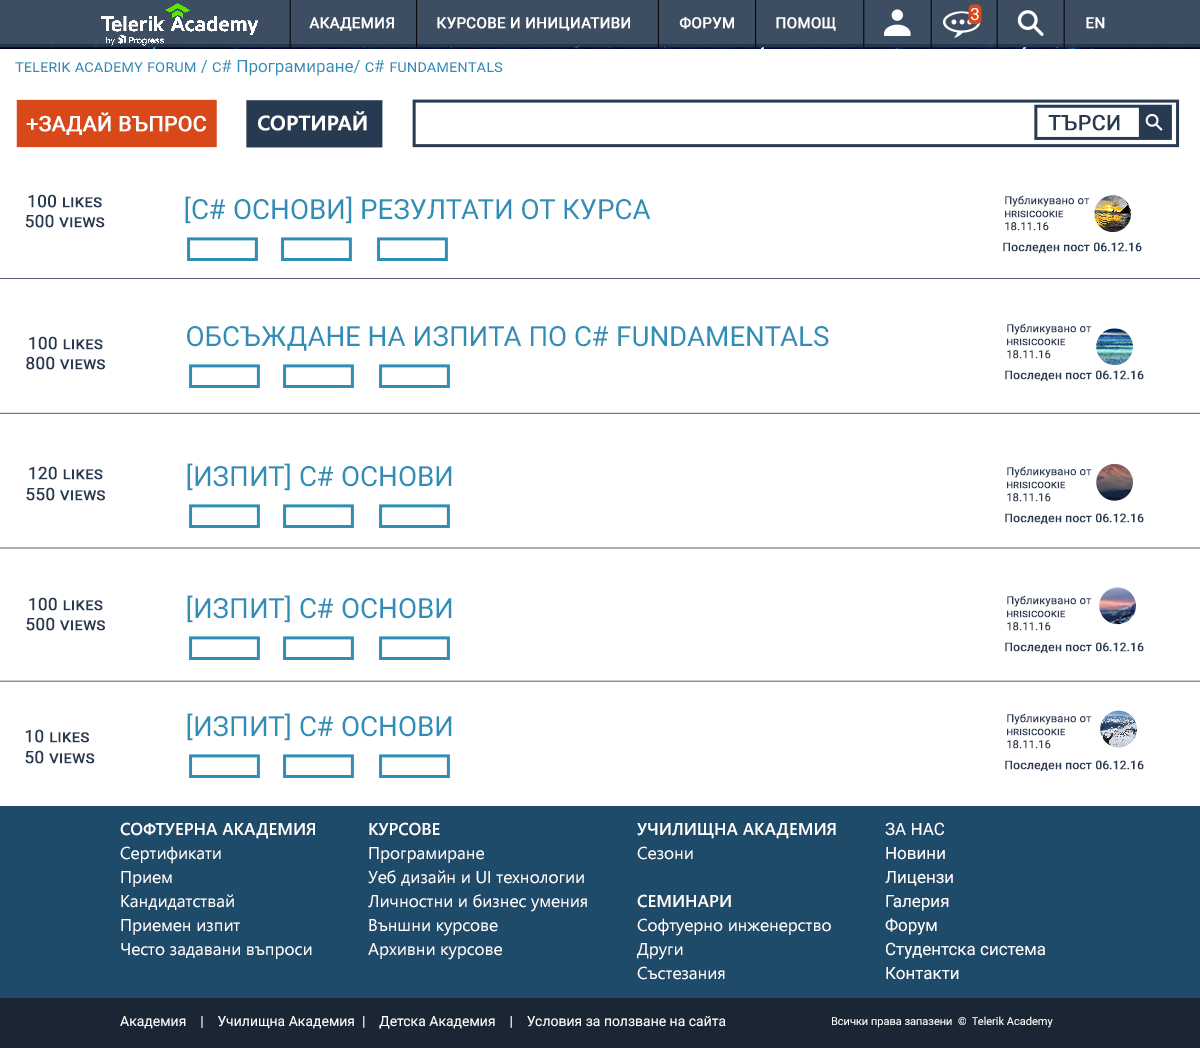 Telerik Academy
by Progress
АКАДЕМИЯ
КУРСОВЕ И ИНИЦИАТИВИ
ФОРУМ
ПОМОЩ
3
EN
TELERIK ACADEMY FORUM / C# Програмиране/ C# FUNDAMENTALS
+ЗАДАЙ ВЪПРОС
СОРТИРАЙ
ТЪРСИ
100 LIKES
500 VIEWS
[C# ОСНОВИ] РЕЗУЛТАТИ ОТ КУРСА
Публикувано от
HRISICOOKIE
18.11.16
Последен пост 06.12.16
100 LIKES
800 VIEWS
ОБСЪЖДАНЕ НА ИЗПИТА ПО C# FUNDAMENTALS
Публикувано от
HRISICOOKIE
18.11.16
Последен пост 06.12.16
120 LIKES
550 VIEWS
[ИЗПИТ] C# ОСНОВИ
Публикувано от
HRISICOOKIE
18.11.16
Последен пост 06.12.16
100 LIKES
500 VIEWS
[ИЗПИТ] C# ОСНОВИ
Публикувано от
HRISICOOKIE
18.11.16
Последен пост 06.12.16
10 LIKES
50 VIEWS
[ИЗПИТ] C# ОСНОВИ
Публикувано от
HRISICOOKIE
18.11.16
Последен пост 06.12.16
СОФТУЕРНА АКАДЕМИЯ
Сертификати
Прием
Кандидатствай
Приемен изпит
Често задавани въпроси
КУРСОВЕ
Програмиране
Уеб дизайн и UI технологии
Личностни и бизнес умения
Външни курсове
Архивни курсове
УЧИЛИЩНА АКАДЕМИЯ
Сезони
СЕМИНАРИ
Софтуерно инженерство
Други
Състезания
ЗА НАС
Новини
Лицензи
Галерия
Форум
Студентска система
Контакти
Академия | Училищна Академия | Детска Академия | Условия за ползване на сайта
Всички права запазени © Telerik Academy